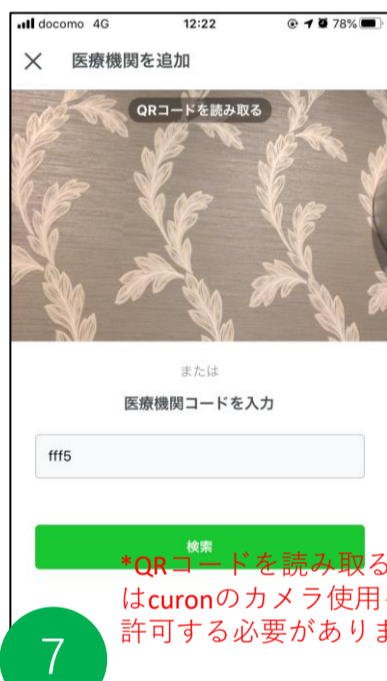 docomo 4G 12:22 78%
医療機関を追加
QRコードを読み取る
または
医療機関コードを入力
fff5
検索
*QRコードを読み取る
はcuronのカメラ使用
許可する必要がありま
7